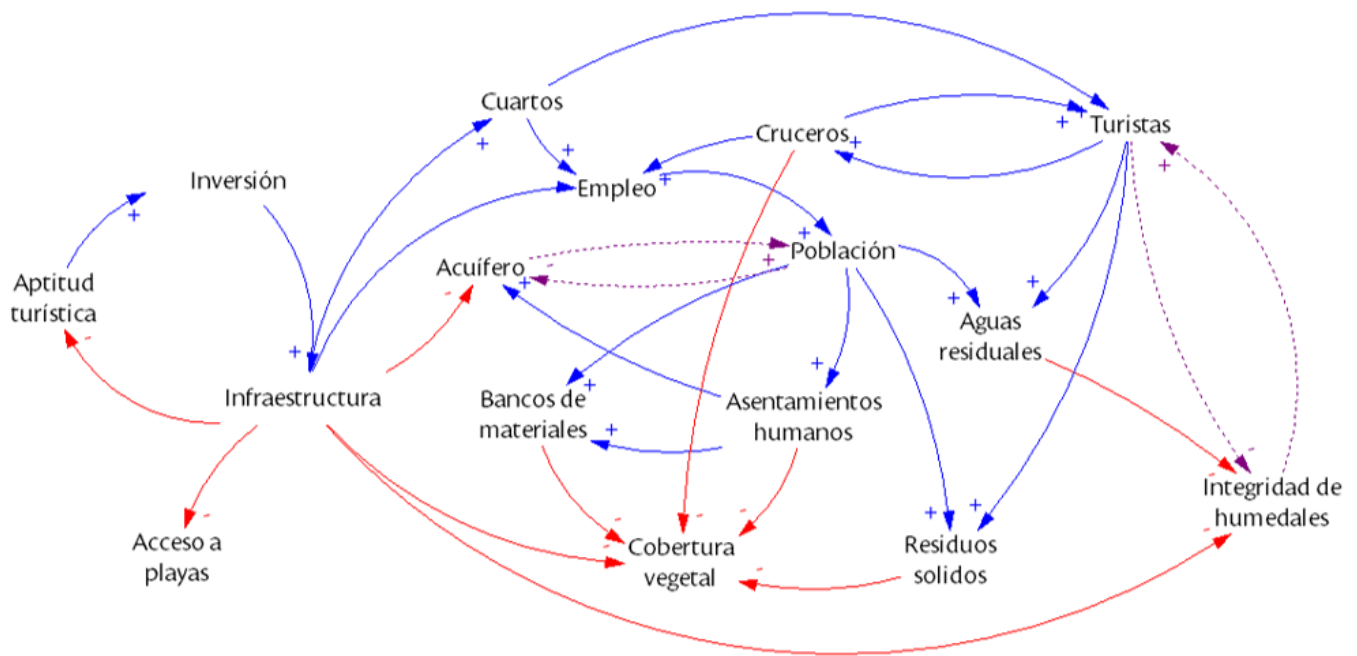 Cuartos
Cruceros
Turistas
Inversión
Empleo
Población
Acuífero
Aptitud
turística
Aguas
residuales
Infraestructura
Bancos de
materiales
Asentamientos
humanos
Integridad de
humedales
Acceso a
playas
Cobertura
vegetal
Residuos
solidos